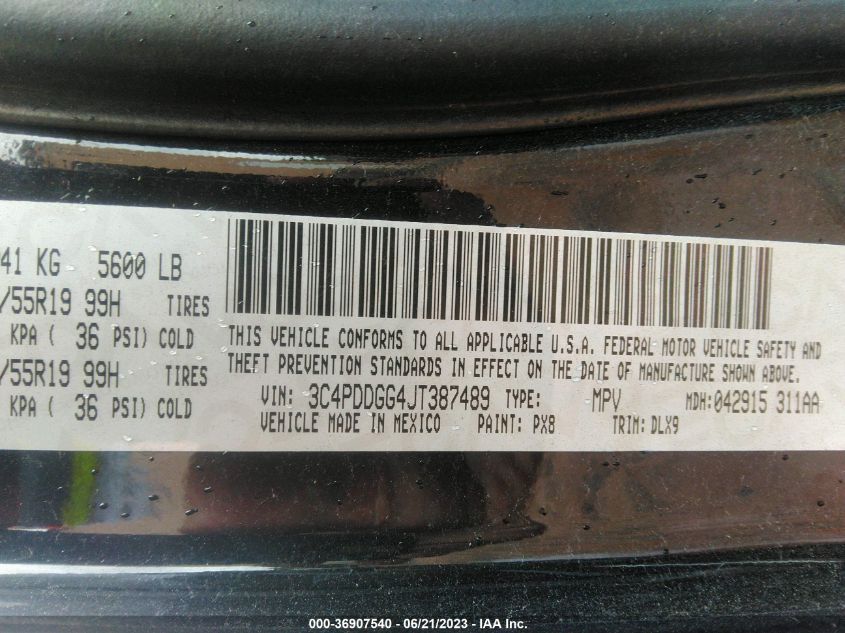 41 KG 5600 LB
/55R19 99H TIRES
KPA ( 36 PSI) COLD
/55R19 99H TIRES
KPA ( 36 PSI) COLD
THIS VEHICLE CONFORMS TO ALL APPLICABLE U.S.A. FEDERAL MOTOR VEHICLE SAFETY AND
THEFT PREVENTION STANDARDS IN EFFECT ON THE DATE OF MANUFACTURE SHOWN ABOVE.
VIN: 3C4PDDGG4JT387489 TYPE: MPV MDH:042915 311AA
VEHICLE MADE IN MEXICO PAINT: PX8 TRIM: DLX9
000-36907540 - 06/21/2023 - IAA Inc.